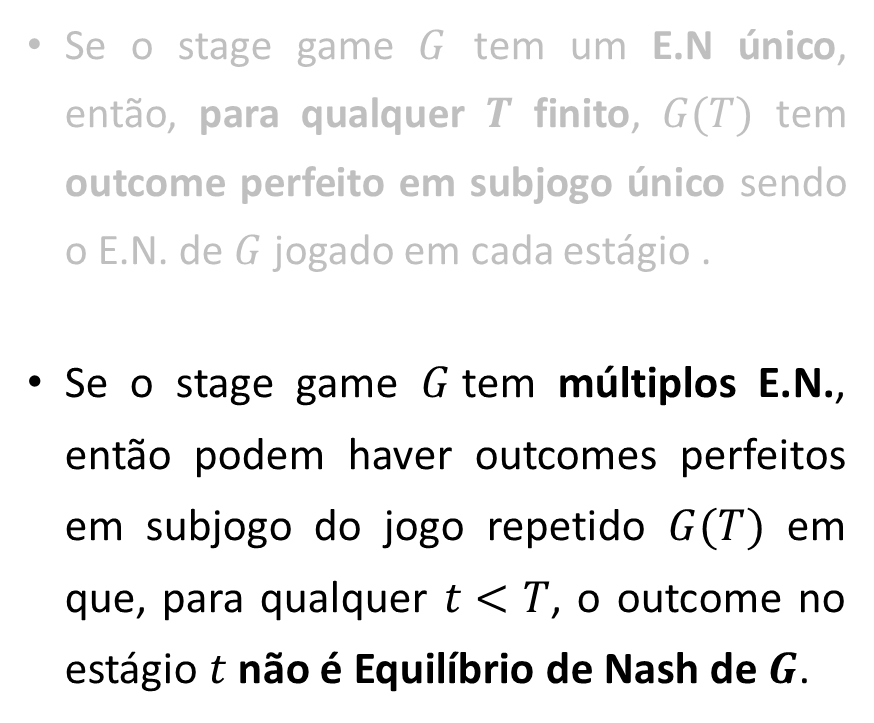 • Se o stage game G tem um E.N único,
então, para qualquer T finito, G(T) tem
outcome perfeito em subjogo único sendo
o E.N. de G jogado em cada estágio .
• Se o stage game G tem múltiplos E.N.,
então podem haver outcomes perfeitos
em subjogo do jogo repetido G(T) em
que, para qualquer t < T, o outcome no
estágio t não é Equilíbrio de Nash de G.